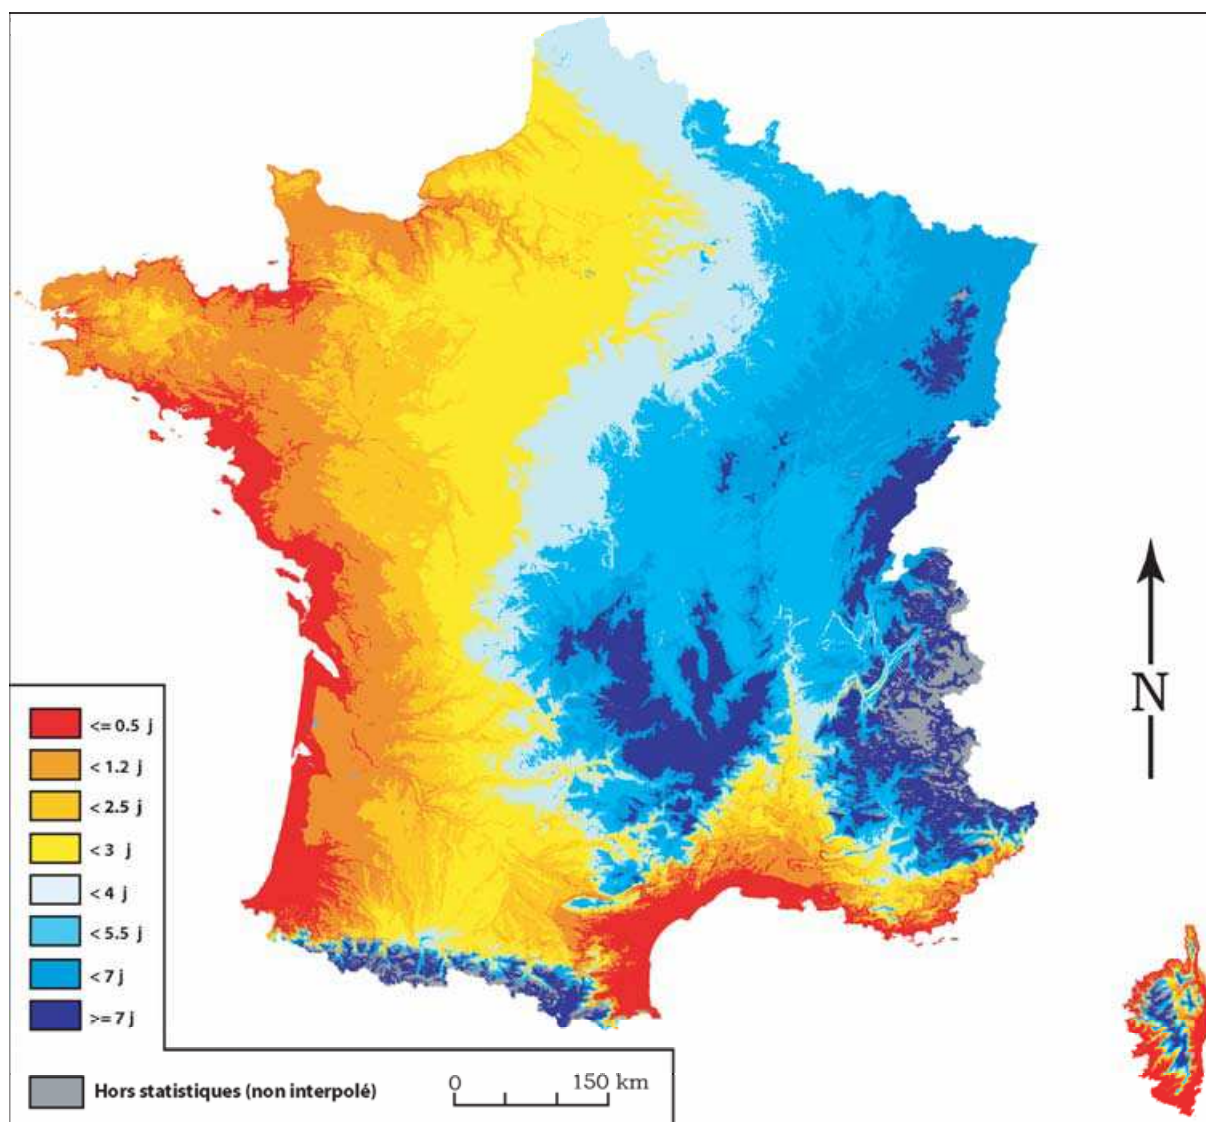 N
<= 0.5 j
< 1.2 j
< 2.5 j
< 3 j
< 4 j
< 5.5 j
< 7 j
>= 7 j
Hors statistiques (non interpolé)
0 150 km